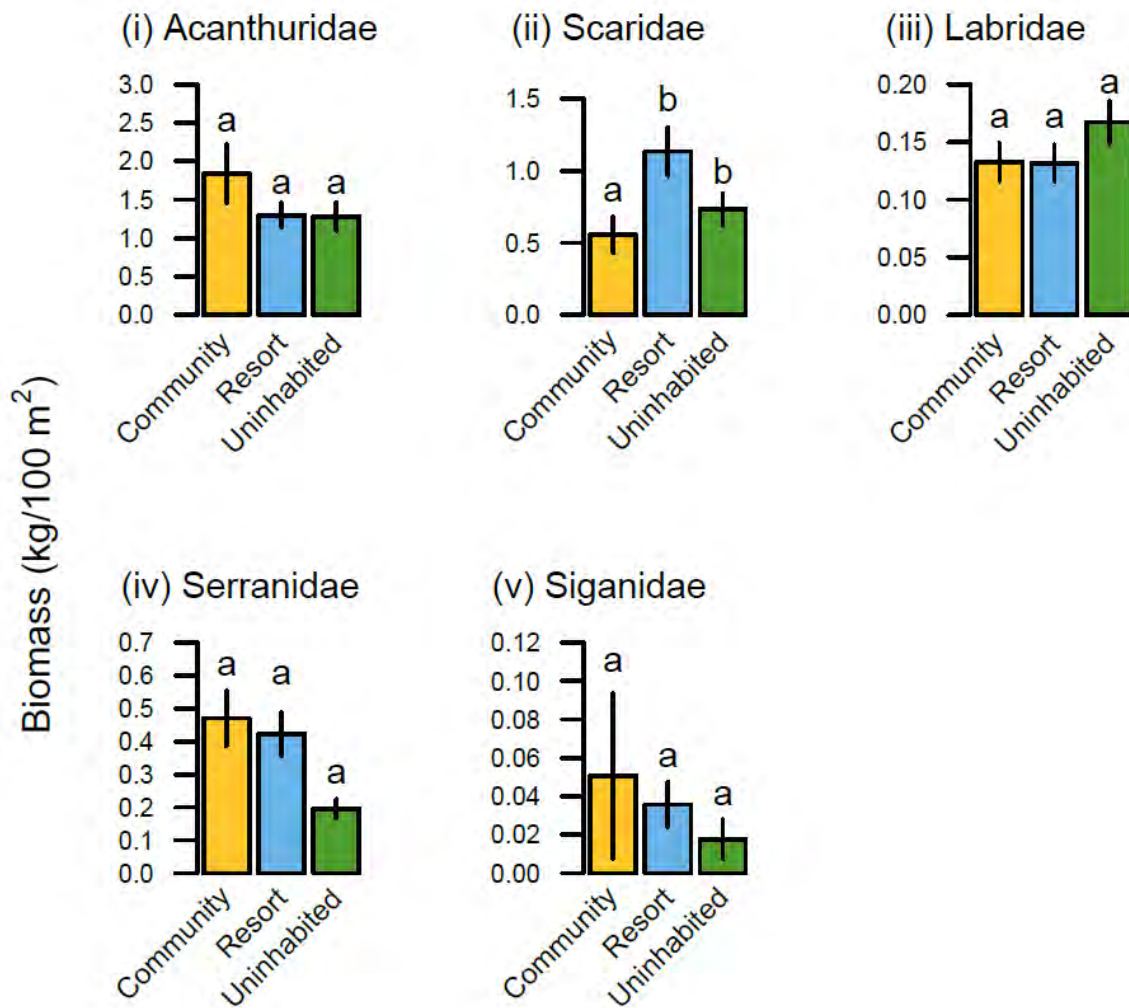 (i) Acanthuridae
3.0
2.5
2.0
1.5
1.0
0.5
0.0
a
a
a
Community
Resort
Uninhabited
(ii) Scaridae
1.5
1.0
0.5
0.0
a
b
b
Community
Resort
Uninhabited
(iii) Labridae
0.20
0.15
0.10
0.05
0.00
a
a
a
Community
Resort
Uninhabited
Biomass (kg/100 m²)
(iv) Serranidae
0.7
0.6
0.5
0.4
0.3
0.2
0.1
0.0
a
a
a
Community
Resort
Uninhabited
(v) Siganidae
0.12
0.10
0.08
0.06
0.04
0.02
0.00
a
a
a
Community
Resort
Uninhabited